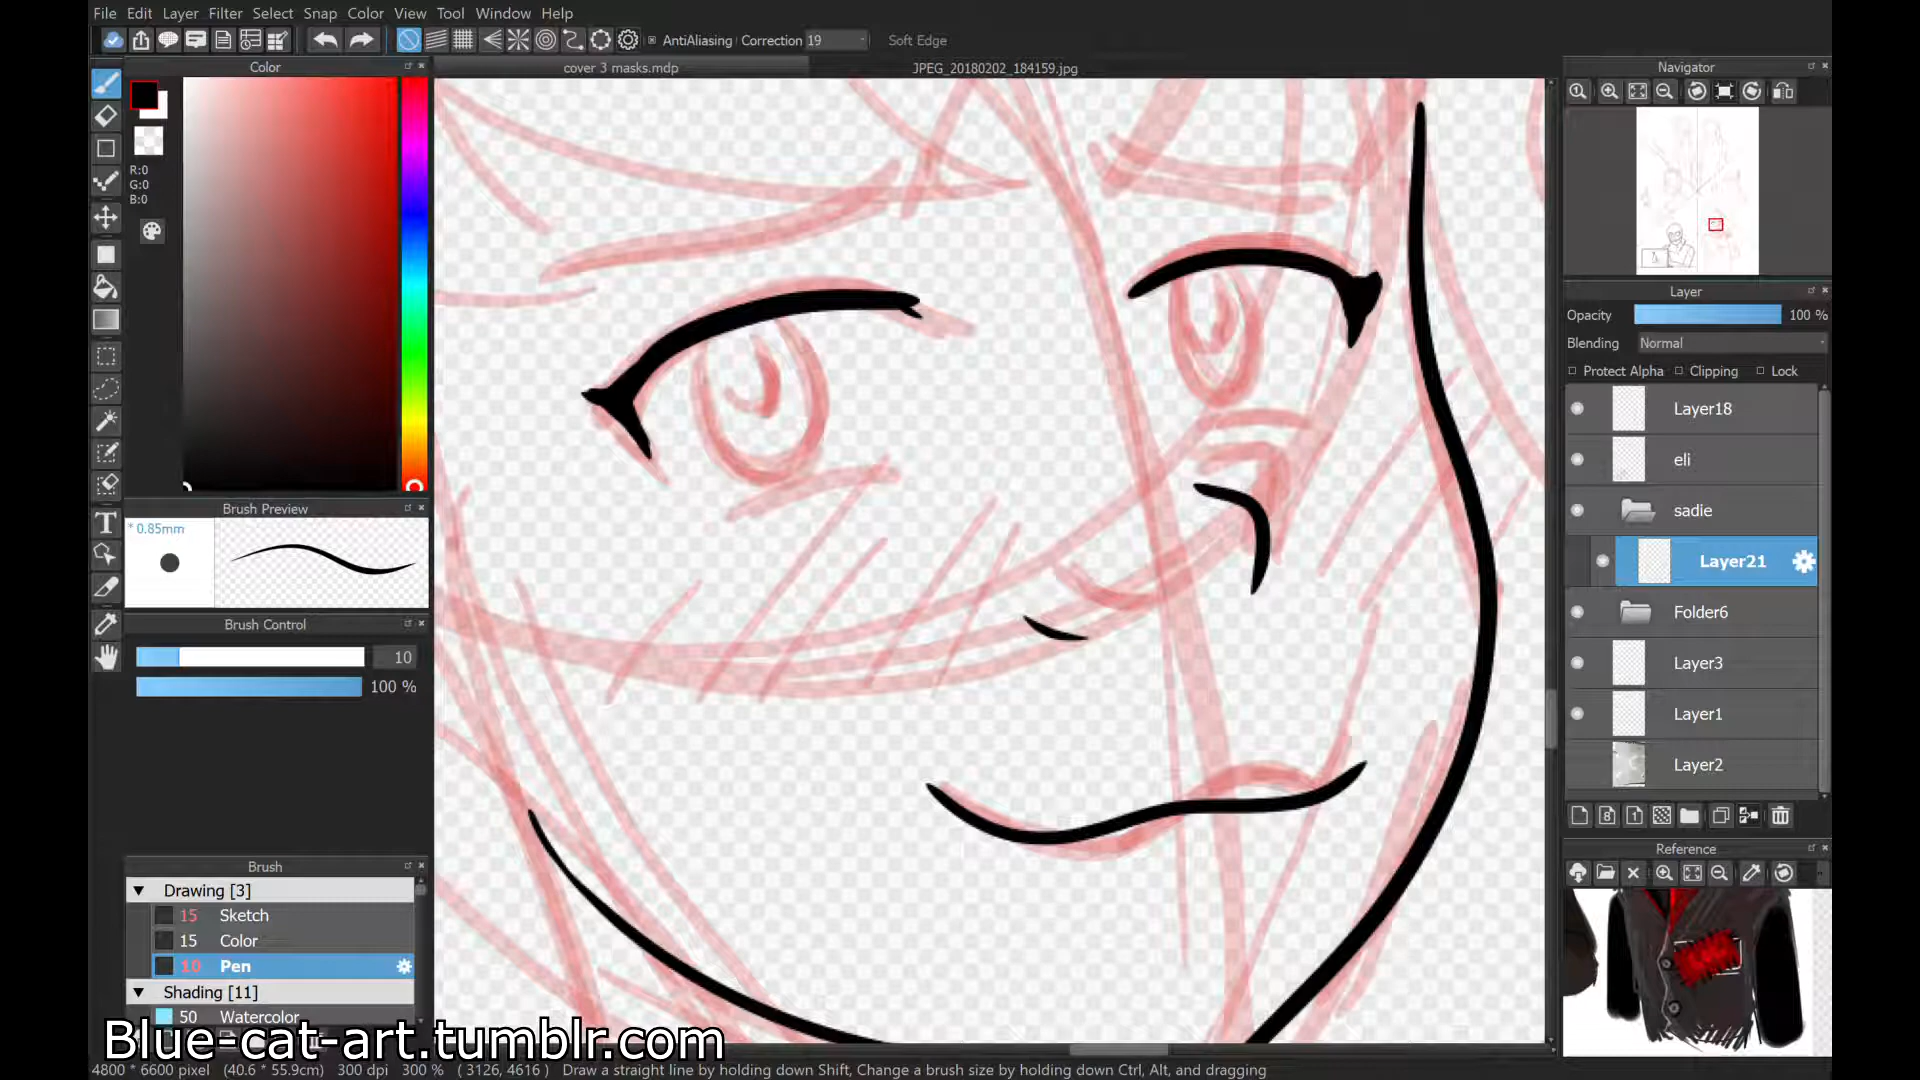 File Edit Layer Filter Select Snap Color View Tool Window Help
AntiAliasing Correction 19 Soft Edge
Color
cover 3 masks.mdp
JPEG_20180202_184159.jpg
Navigator
R:0
G:0
B:0
Layer
Opacity 100 %
Blending Normal
Protect Alpha Clipping Lock
Layer18
eli
sadie
Layer21
Folder6
Layer3
Layer1
Layer2
Brush Preview
* 0.85mm
Brush Control
10
100 %
Reference
Brush
Drawing [3]
15 Sketch
15 Color
10 Pen
Shading [11]
50 Watercolor
Blue-cat-art.tumblr.com
4800 * 6600 pixel (40.6 * 55.9cm) 300 dpi 300 % ( 3126, 4616 ) Draw a straight line by holding down Shift, Change a brush size by holding down Ctrl, Alt, and dragging